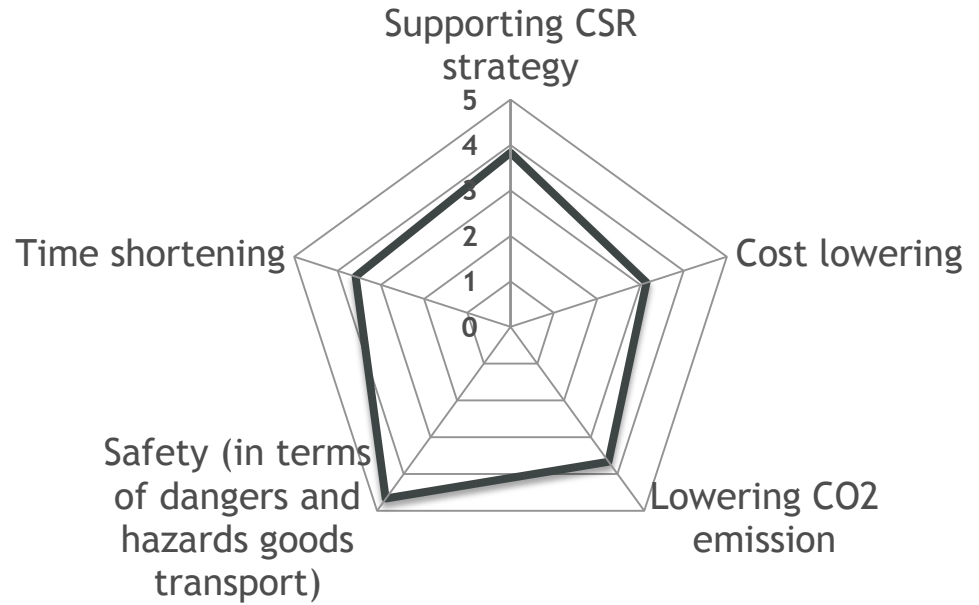 Supporting CSR
strategy
5
4
3
2
1
0
Time shortening
Cost lowering
Safety (in terms
of dangers and
hazards goods
transport)
Lowering CO2
emission